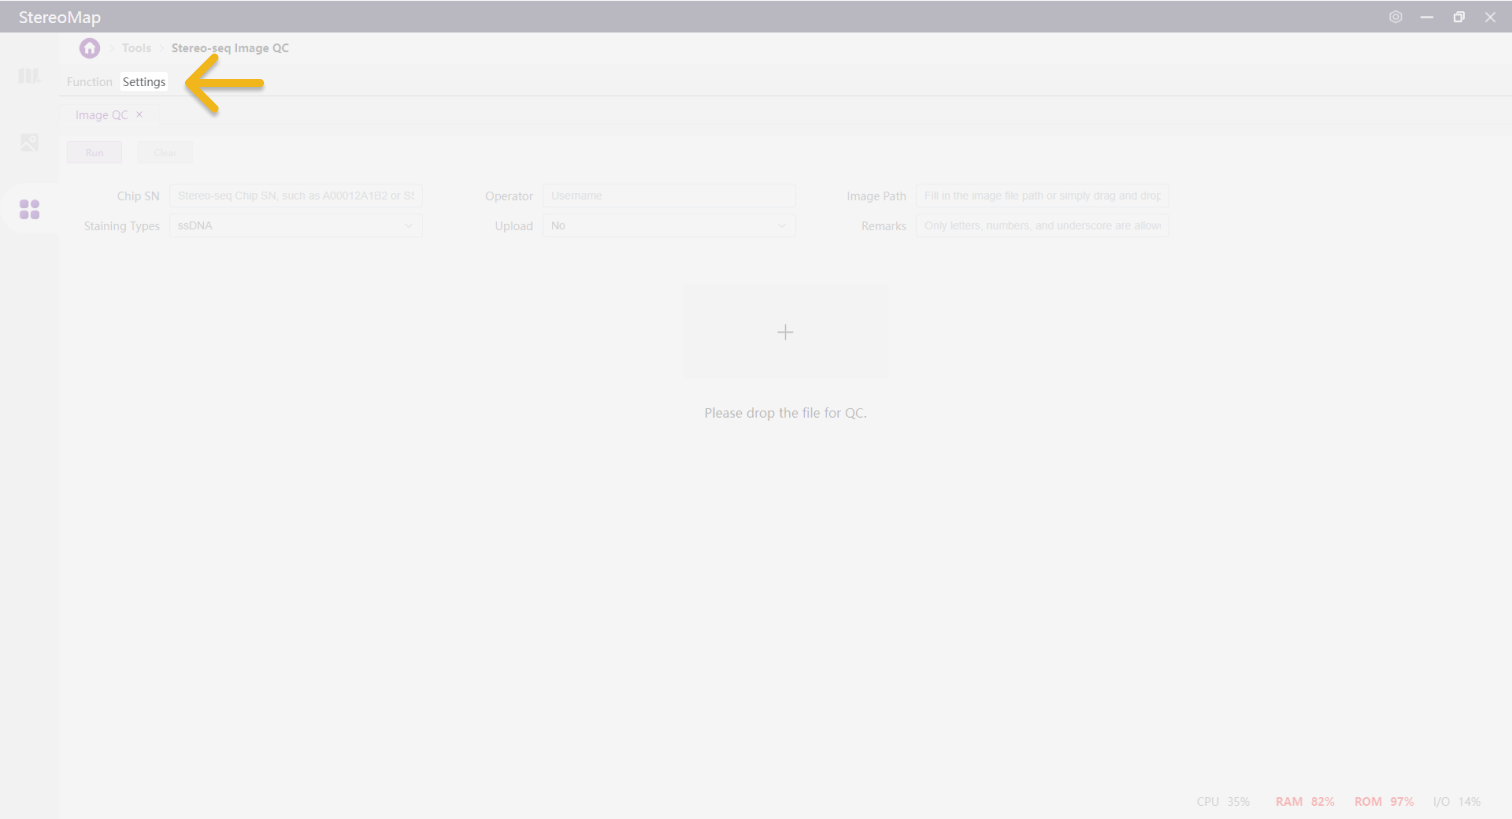 StereoMap
Tools Stereo-seq Image QC
Function Settings
Image QC ×
Run Clear
Chip SN Stereo-seq Chip SN, such as A00012A1B2 or SS Operator Username Image Path Fill in the image file path or simply drag and drop
Staining Types ssDNA Upload No Remarks Only letters, numbers, and underscore are allowe
Please drop the file for QC.
CPU 35% RAM 82% ROM 97% I/O 14%